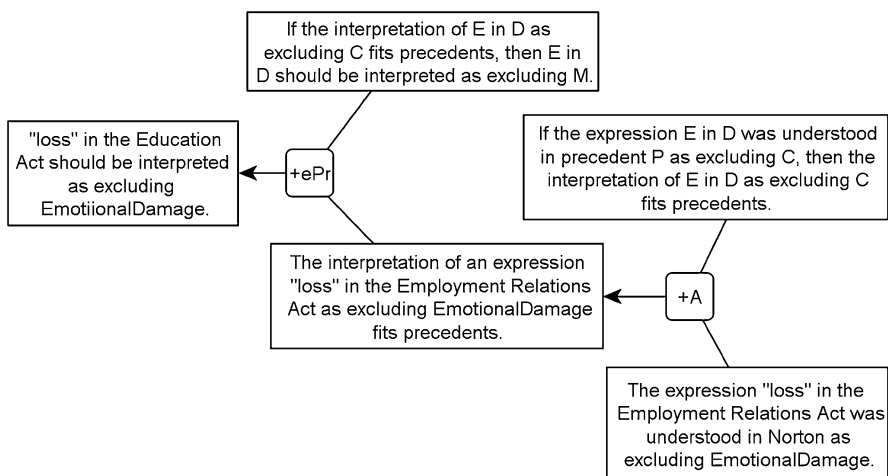 If the interpretation of E in D as
excluding C fits precedents, then E in
D should be interpreted as excluding M.
"loss" in the Education
Act should be interpreted
as excluding
EmotiionalDamage.
+ePr
If the expression E in D was understood
in precedent P as excluding C, then the
interpretation of E in D as excluding C
fits precedents.
The interpretation of an expression
"loss" in the Employment Relations
Act as excluding EmotionalDamage
fits precedents.
+A
The expression "loss" in the
Employment Relations Act was
understood in Norton as
excluding EmotionalDamage.